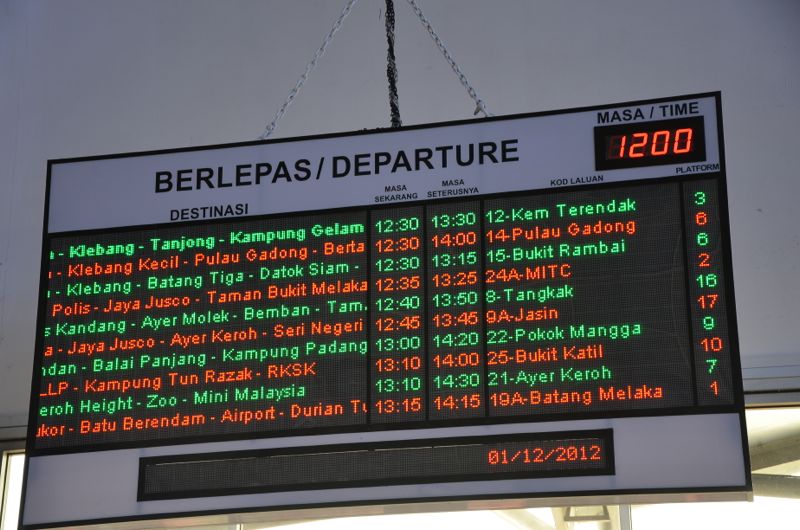 MASA / TIME
1200
BERLEPAS / DEPARTURE
DESTINASI MASA SEKARANG MASA SETERUSNYA KOD LALUAN PLATFORM
- Klebang - Tanjong - Kampung Gelam 12:30 13:30 12-Kem Terendak 3
- Klebang Kecil - Pulau Gadong - Berta 12:30 14:00 14-Pulau Gadong 6
- Klebang - Batang Tiga - Datok Siam - 12:30 13:15 15-Bukit Rambai 6
Polis - Jaya Jusco - Taman Bukit Melaka 12:35 13:25 24A-MITC 2
s Kandang - Ayer Molek - Bemban - Tam 12:40 13:50 8-Tangkak 16
a - Jaya Jusco - Ayer Keroh - Seri Negeri 12:45 13:45 9A-Jasin 17
ndan - Balai Panjang - Kampung Padang 13:00 14:20 22-Pokok Mangga 9
LP - Kampung Tun Razak - RKSK 13:10 14:00 25-Bukit Katil 10
eroh Height - Zoo - Mini Malaysia 13:10 14:30 21-Ayer Keroh 7
kor - Batu Berendam - Airport - Durian Tu 13:15 14:15 19A-Batang Melaka 1
01/12/2012